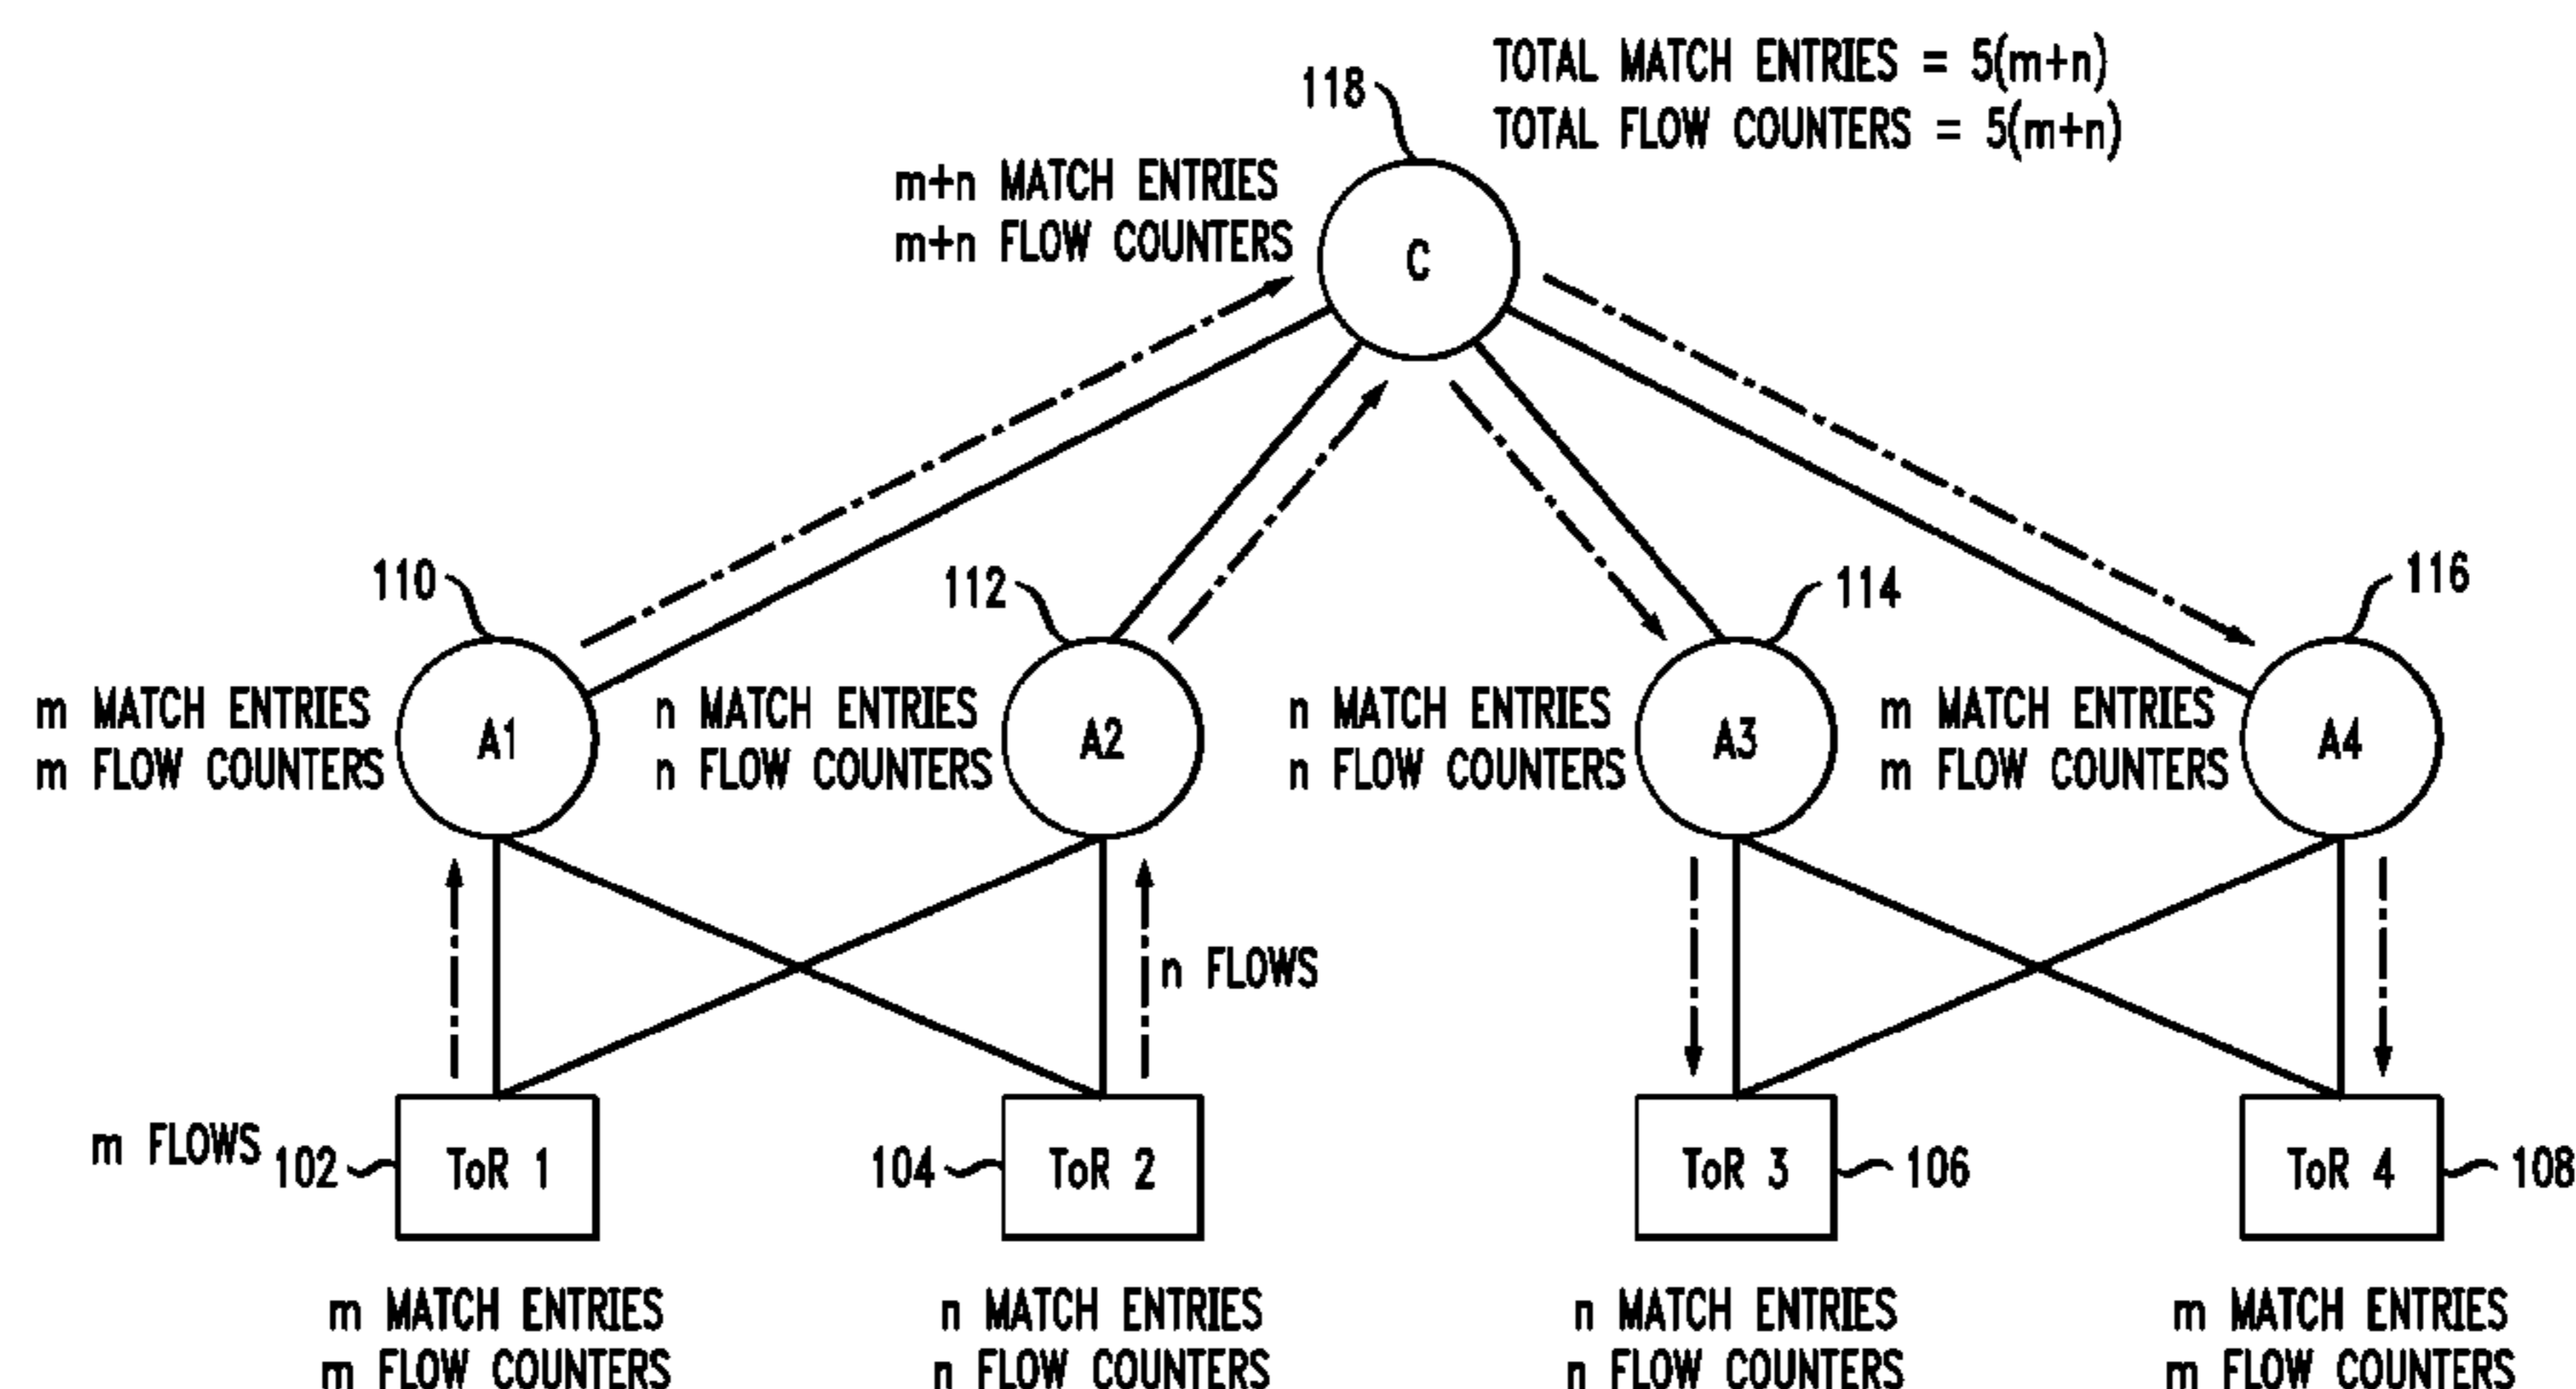 TOTAL MATCH ENTRIES = 5(m+n)
TOTAL FLOW COUNTERS = 5(m+n)
118
m+n MATCH ENTRIES
m+n FLOW COUNTERS
C
110
112
114
116
m MATCH ENTRIES
m FLOW COUNTERS
A1
n MATCH ENTRIES
n FLOW COUNTERS
A2
n MATCH ENTRIES
n FLOW COUNTERS
A3
m MATCH ENTRIES
m FLOW COUNTERS
A4
n FLOWS
m FLOWS
102
ToR 1
104
ToR 2
ToR 3
106
ToR 4
108
m MATCH ENTRIES
m FLOW COUNTERS
n MATCH ENTRIES
n FLOW COUNTERS
n MATCH ENTRIES
n FLOW COUNTERS
m MATCH ENTRIES
m FLOW COUNTERS